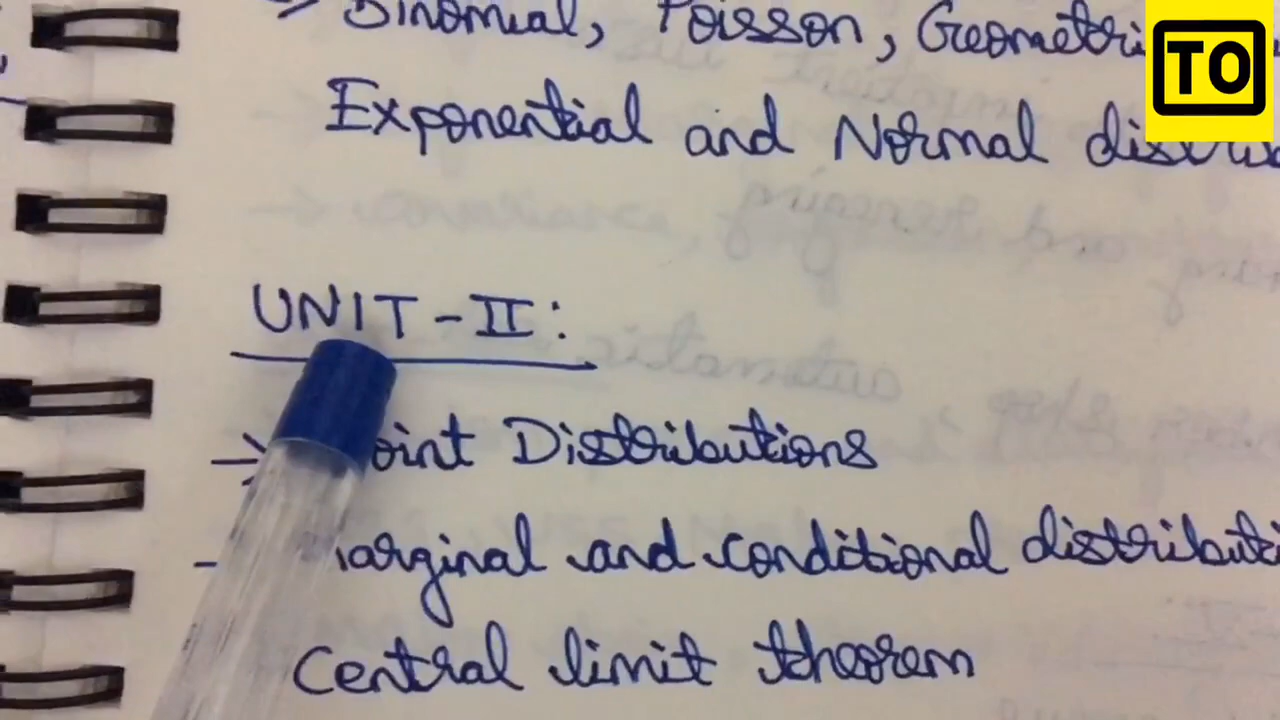 Binomial, Poisson, Geometri
TO
Exponential and Normal distrib
UNIT-II:
→ oint Distributions
- arginal and conditional distributi
Central limit theorem